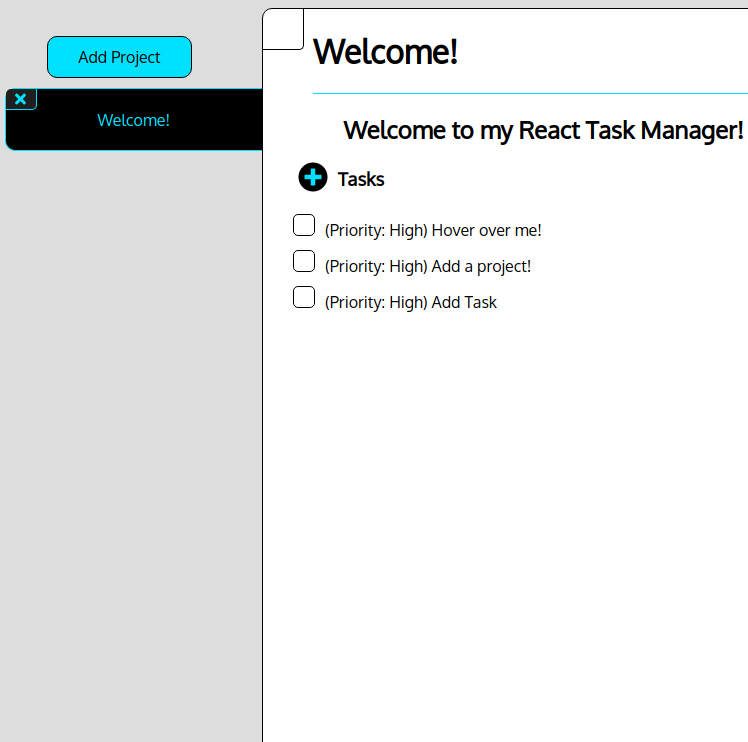 Add Project
Welcome!
Welcome!
Welcome to my React Task Manager!
Tasks
(Priority: High) Hover over me!
(Priority: High) Add a project!
(Priority: High) Add Task